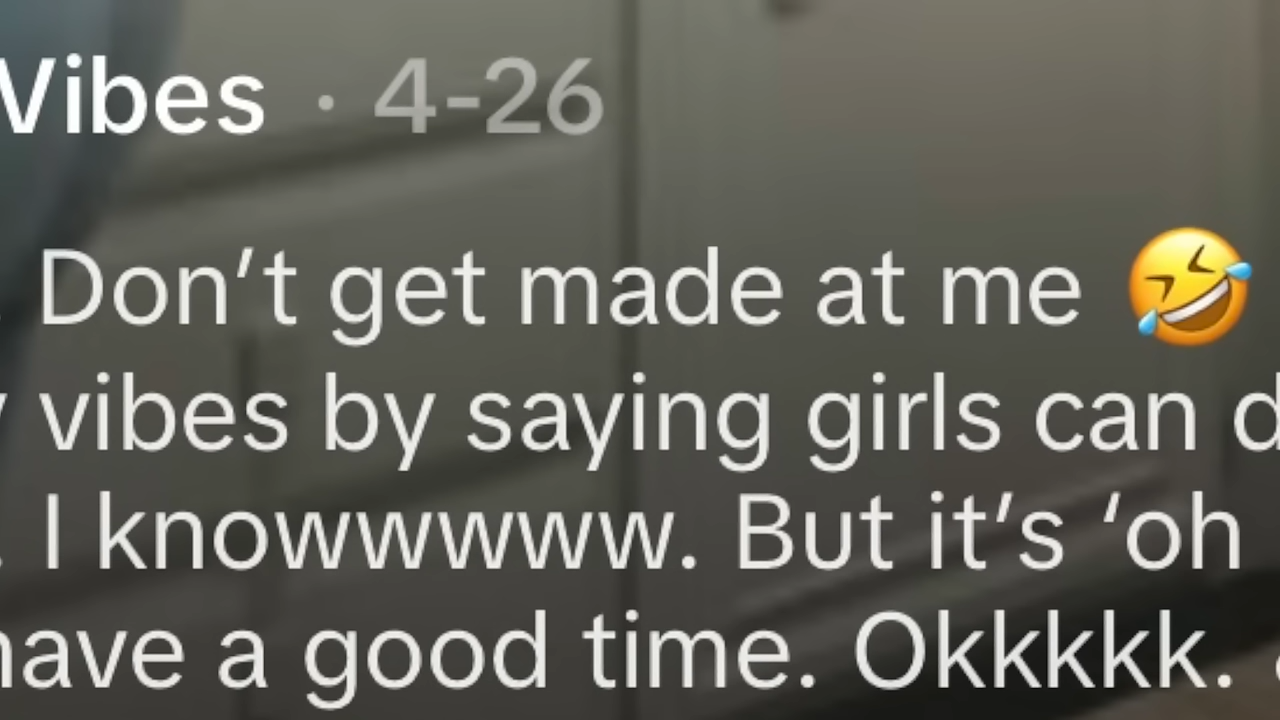 Vibes · 4-26
Don’t get made at me 🤣
vibes by saying girls can
I knowwwwww. But it’s ‘oh
have a good time. Okkkkk.